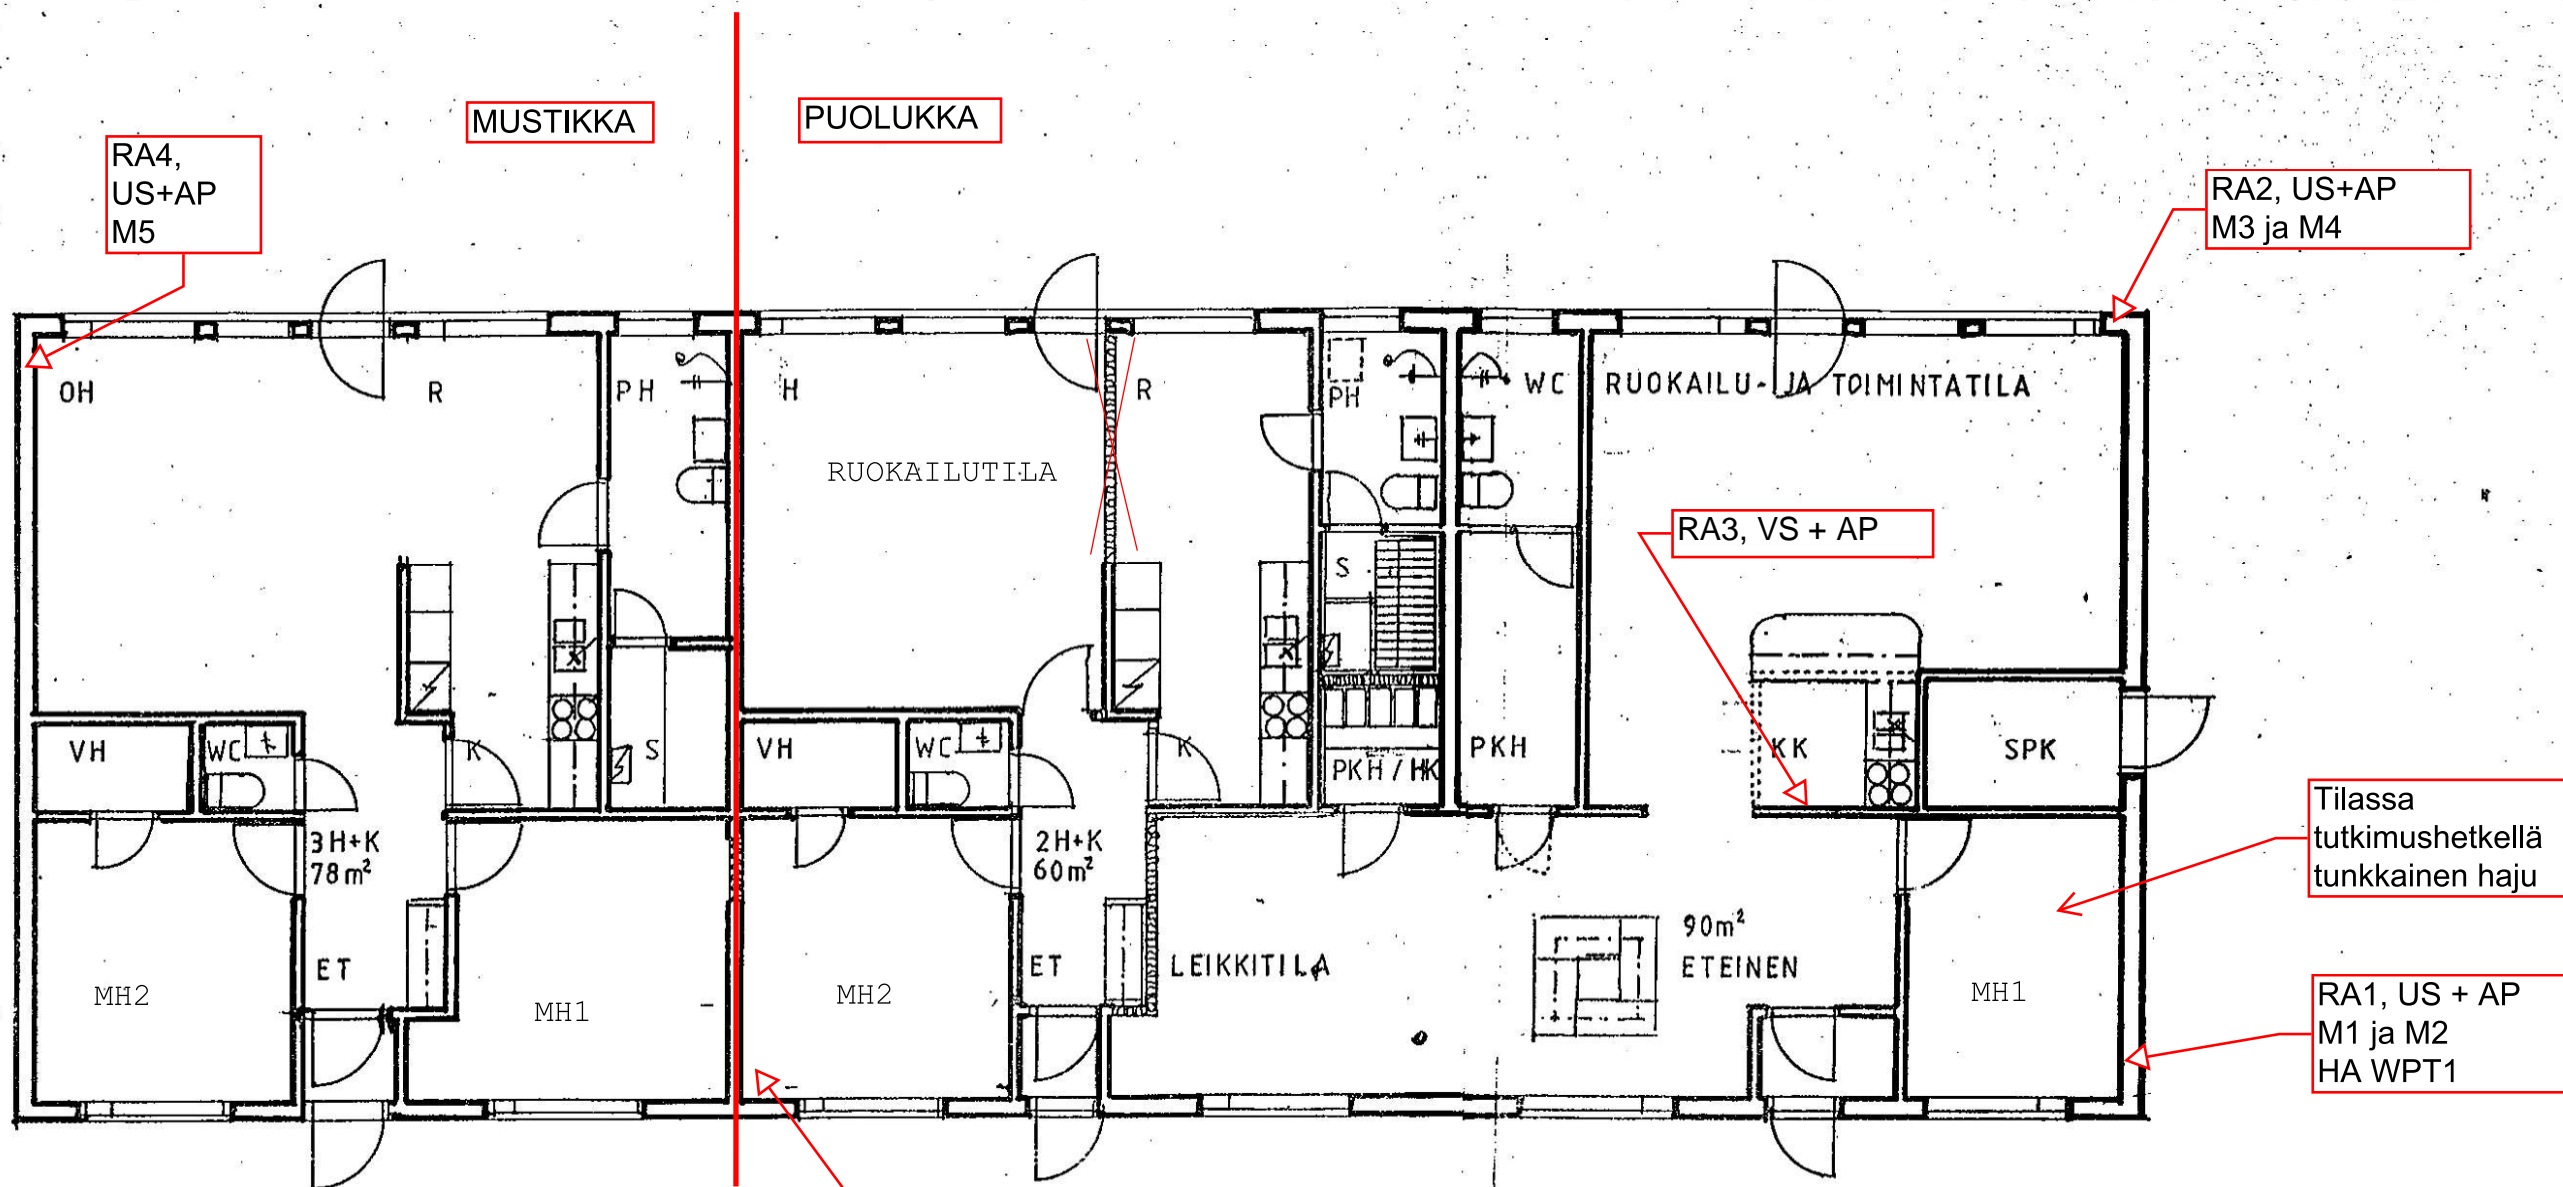 MUSTIKKA
PUOLUKKA
RA4,
US+AP
M5
RA2, US+AP
M3 ja M4
OH
R
PH
H
R
PH
WC
RUOKAILU- JA TOIMINTATILA
RUOKAILUTILA
RA3, VS + AP
S
VH
WC
K
S
VH
WC
K
PKH / HK
PKH
KK
SPK
Tilassa
tutkimushetkellä
tunkkainen haju
3H+K
78m²
2H+K
60m²
90m²
ETEINEN
MH2
ET
MH1
MH2
ET
LEIKKITILA
MH1
RA1, US + AP
M1 ja M2
HA WPT1